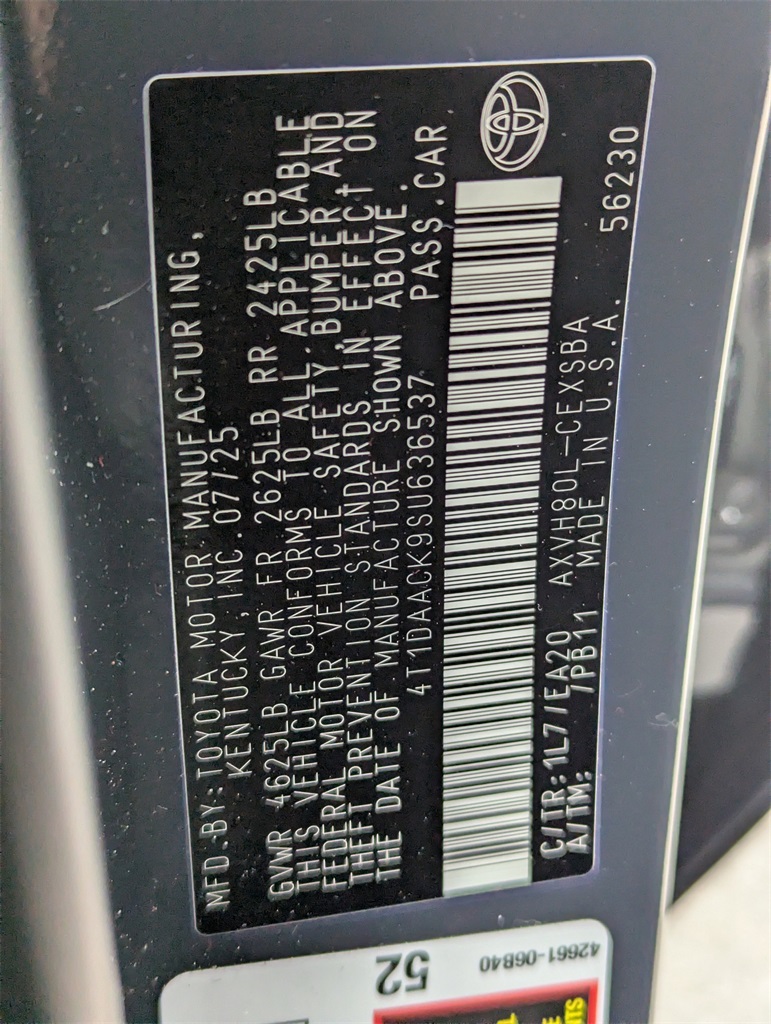 MFD.BY:TOYOTA MOTOR MANUFACTURING,
KENTUCKY,INC.07/25
GVWR 4625LB GAWR FR 2625LB RR 2425LB
THIS VEHICLE CONFORMS TO ALL APPLICABLE
FEDERAL MOTOR VEHICLE SAFETY,BUMPER AND
THEFT PREVENTION STANDARDS IN EFFECT ON
THE DATE OF MANUFACTURE SHOWN ABOVE.
4T1DAACK9SU636537 PASS.CAR
C/TR:1L7/EA20 AXVH80L-CEXSBA
A/TM: /PB11 MADE IN U.S.A. 56230
52
42661-06B40